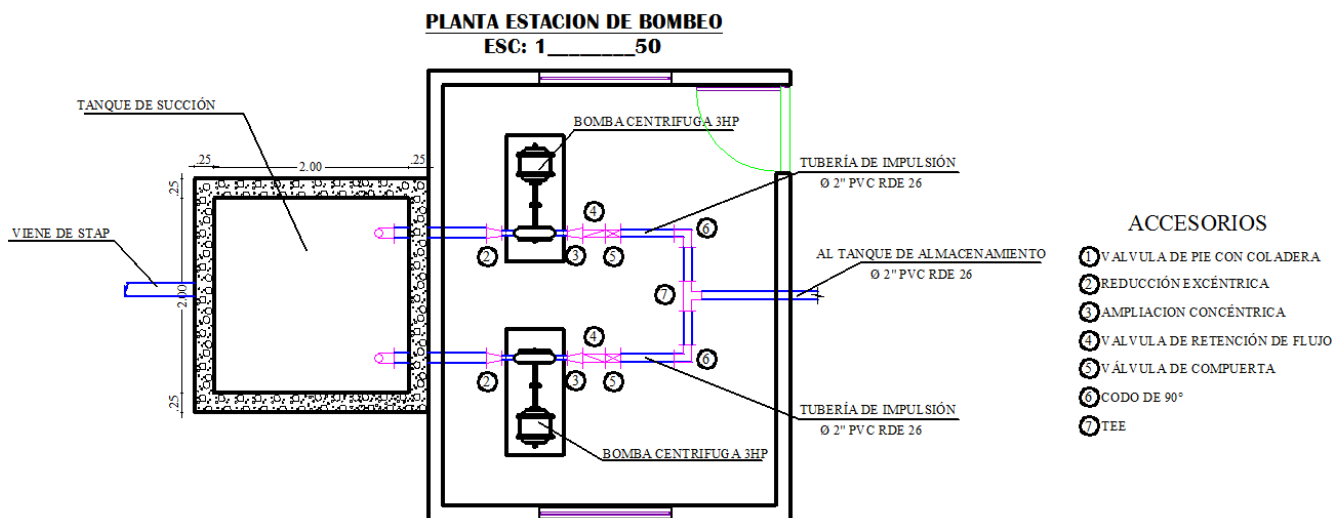 PLANTA ESTACION DE BOMBEO
ESC: 1________50
TANQUE DE SUCCIÓN
BOMBA CENTRIFUGA 3HP
.25
2.00
.25
.25
TUBERÍA DE IMPULSIÓN
Ø 2" PVC RDE 26
4
6
VIENE DE STAP
2
3
5
AL TANQUE DE ALMACENAMIENTO
Ø 2" PVC RDE 26
2.00
7
4
6
2
3
5
.25
TUBERÍA DE IMPULSIÓN
Ø 2" PVC RDE 26
BOMBA CENTRIFUGA 3HP
ACCESORIOS
1 VALVULA DE PIE CON COLADERA
2 REDUCCIÓN EXCÉNTRICA
3 AMPLIACION CONCÉNTRICA
4 VALVULA DE RETENCIÓN DE FLUJO
5 VÁLVULA DE COMPUERTA
6 CODO DE 90°
7 TEE